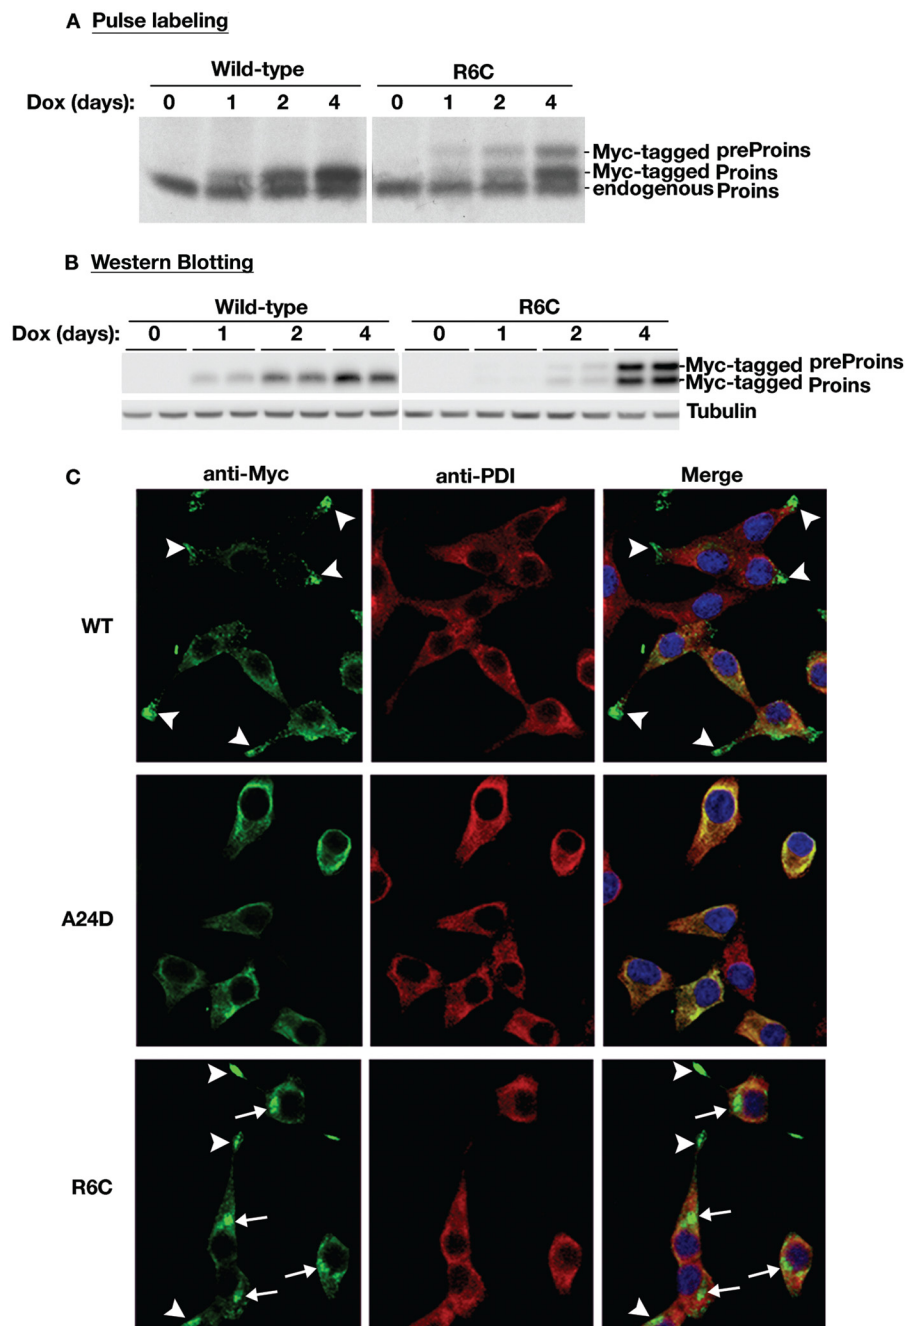 A Pulse labeling
Wild-type R6C
Dox (days): 0 1 2 4 0 1 2 4
Myc-tagged preProins
Myc-tagged Proins
endogenous Proins
B Western Blotting
Wild-type R6C
Dox (days): 0 1 2 4 0 1 2 4
Myc-tagged preProins
Myc-tagged Proins
Tubulin
C anti-Myc anti-PDI Merge
WT
A24D
R6C